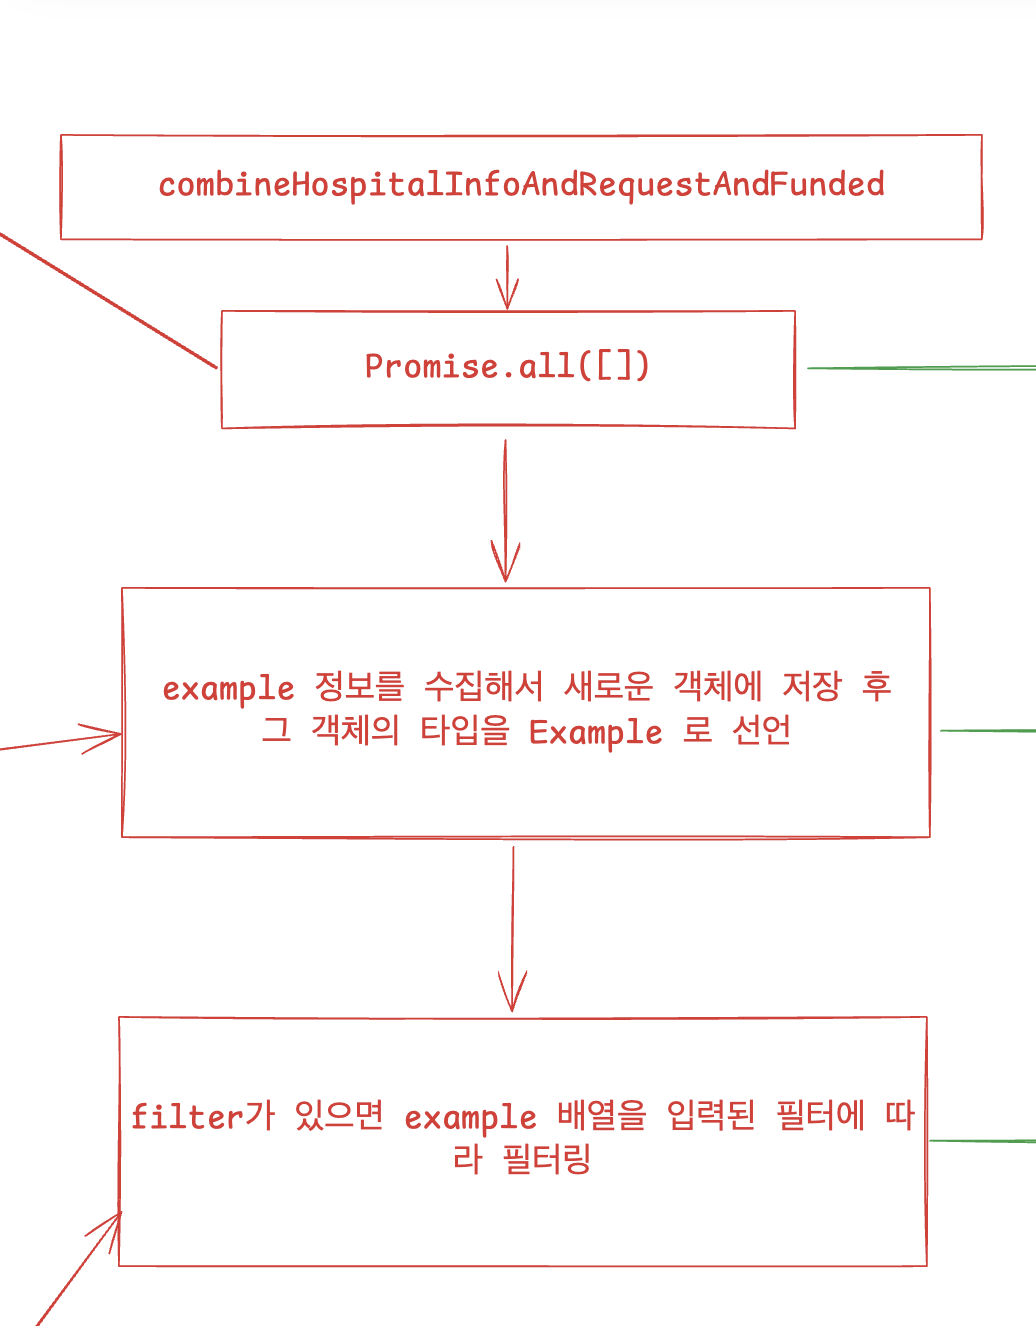 combineHospitalInfoAndRequestAndFunded
Promise.all([])
example 정보를 수집해서 새로운 객체에 저장 후
그 객체의 타입을 Example 로 선언
filter가 있으면 example 배열을 입력된 필터에 따
라 필터링